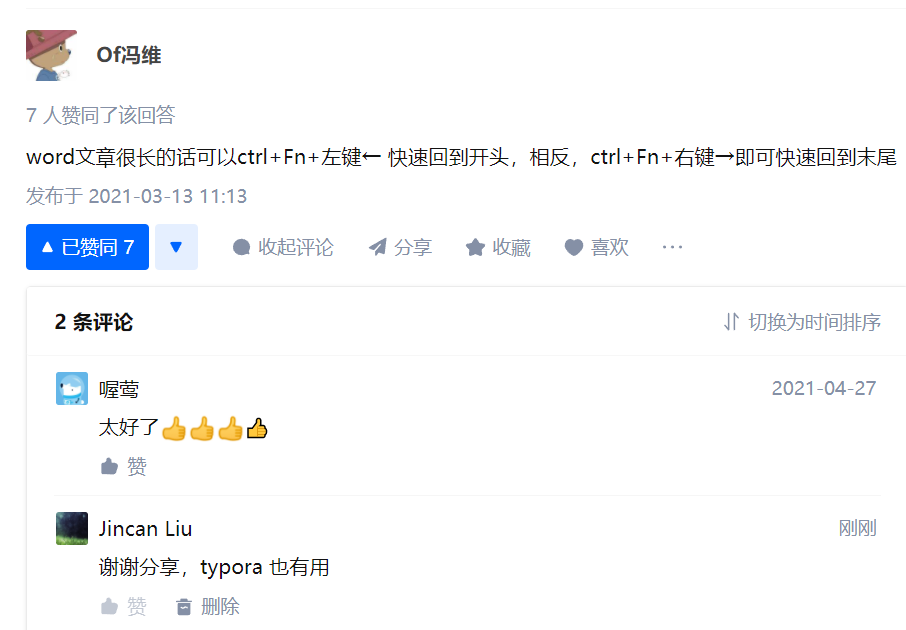 Of冯维
7 人赞同了该回答
word文章很长的话可以ctrl+Fn+左键← 快速回到开头，相反，ctrl+Fn+右键→即可快速回到末尾
发布于 2021-03-13 11:13
▲ 已赞同 7 ▼ 收起评论 分享 收藏 喜欢 ···
2 条评论 切换为时间排序
喔莺 2021-04-27
太好了👍👍👍👍
赞
Jincan Liu 刚刚
谢谢分享，typora 也有用
赞 删除